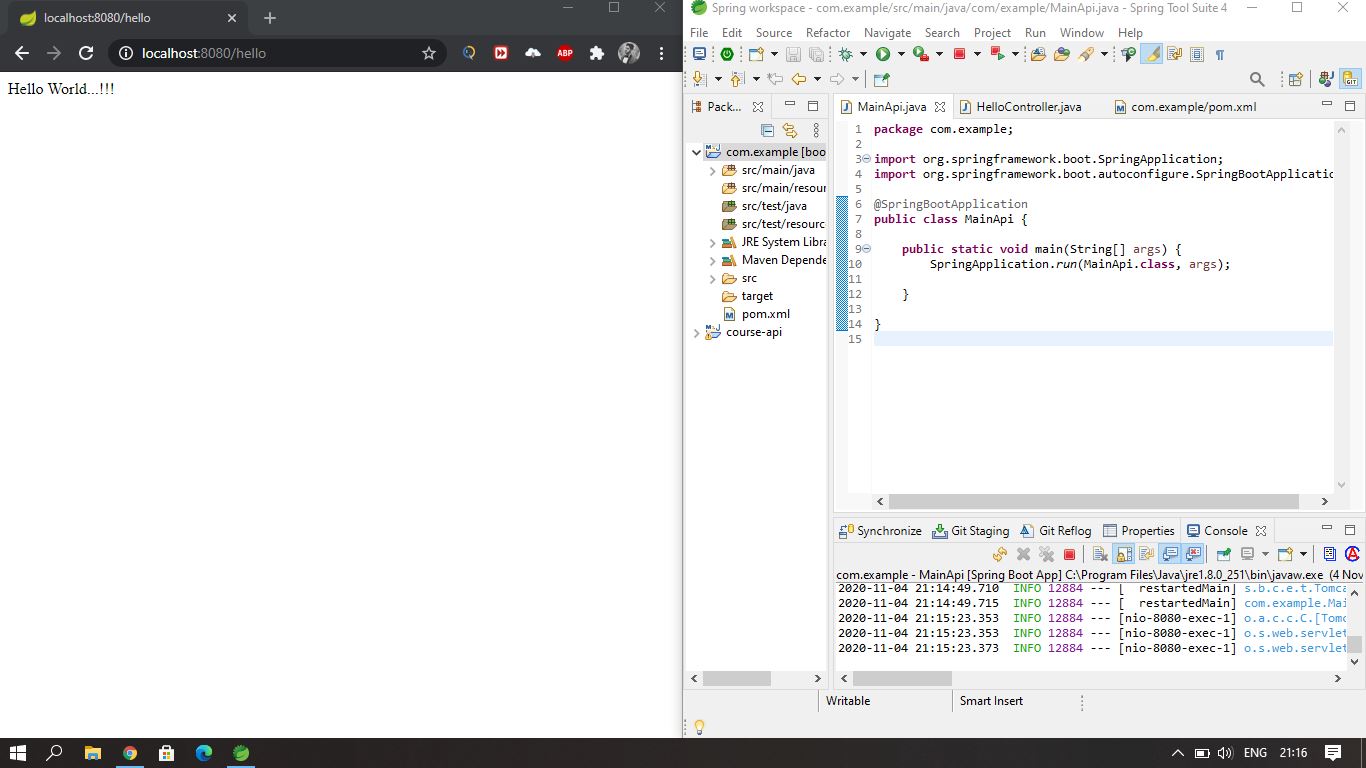 localhost:8080/hello
localhost:8080/hello
ABP
Hello World...!!!
Spring workspace - com.example/src/main/java/com/example/MainApi.java - Spring Tool Suite 4
File Edit Source Refactor Navigate Search Project Run Window Help
Pack...
com.example [boo
src/main/java
src/main/resour
src/test/java
src/test/resourc
JRE System Libra
Maven Depende
src
target
pom.xml
course-api
MainApi.java HelloController.java com.example/pom.xml
1 package com.example;
2
3 import org.springframework.boot.SpringApplication;
4 import org.springframework.boot.autoconfigure.SpringBootApplicatio
5
6 @SpringBootApplication
7 public class MainApi {
8
9 public static void main(String[] args) {
10 SpringApplication.run(MainApi.class, args);
11
12 }
13
14 }
15
Synchronize Git Staging Git Reflog Properties Console
com.example - MainApi [Spring Boot App] C:\Program Files\Java\jre1.8.0_251\bin\javaw.exe (4 Nov
2020-11-04 21:14:49.710 INFO 12884 --- [ restartedMain] s.b.c.e.t.Tomca
2020-11-04 21:14:49.715 INFO 12884 --- [ restartedMain] com.example.Mai
2020-11-04 21:15:23.353 INFO 12884 --- [nio-8080-exec-1] o.a.c.c.C.[Tomc
2020-11-04 21:15:23.353 INFO 12884 --- [nio-8080-exec-1] o.s.web.servlet
2020-11-04 21:15:23.373 INFO 12884 --- [nio-8080-exec-1] o.s.web.servlet
Writable Smart Insert
ENG 21:16